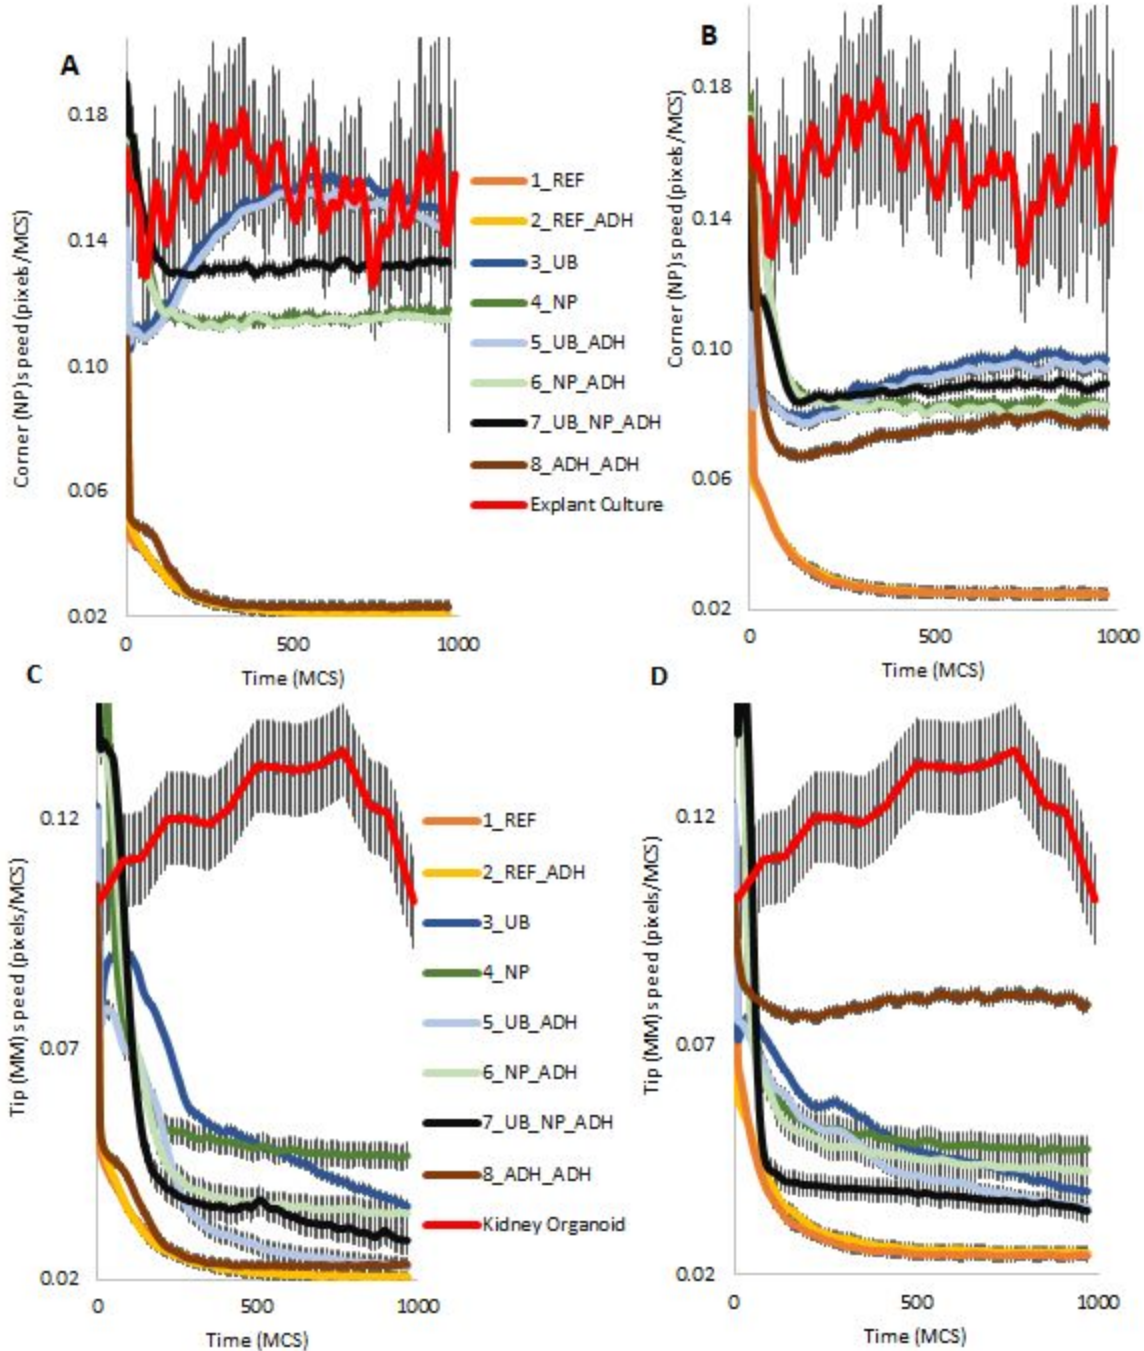 A
Corner (NP) speed (pixels/MCS)
0.18
0.14
0.10
0.06
0.02
0
500
1000
Time (MCS)
1_REF
2_REF_ADH
3_UB
4_NP
5_UB_ADH
6_NP_ADH
7_UB_NP_ADH
8_ADH_ADH
Explant Culture
B
Corner (NP) speed (pixels/MCS)
0.18
0.14
0.10
0.06
0.02
0
500
1000
Time (MCS)
C
Tip (MM) speed (pixels/MCS)
0.12
0.07
0.02
0
500
1000
Time (MCS)
1_REF
2_REF_ADH
3_UB
4_NP
5_UB_ADH
6_NP_ADH
7_UB_NP_ADH
8_ADH_ADH
Kidney Organoid
D
Tip (MM) speed (pixels/MCS)
0.12
0.07
0.02
0
500
1000
Time (MCS)